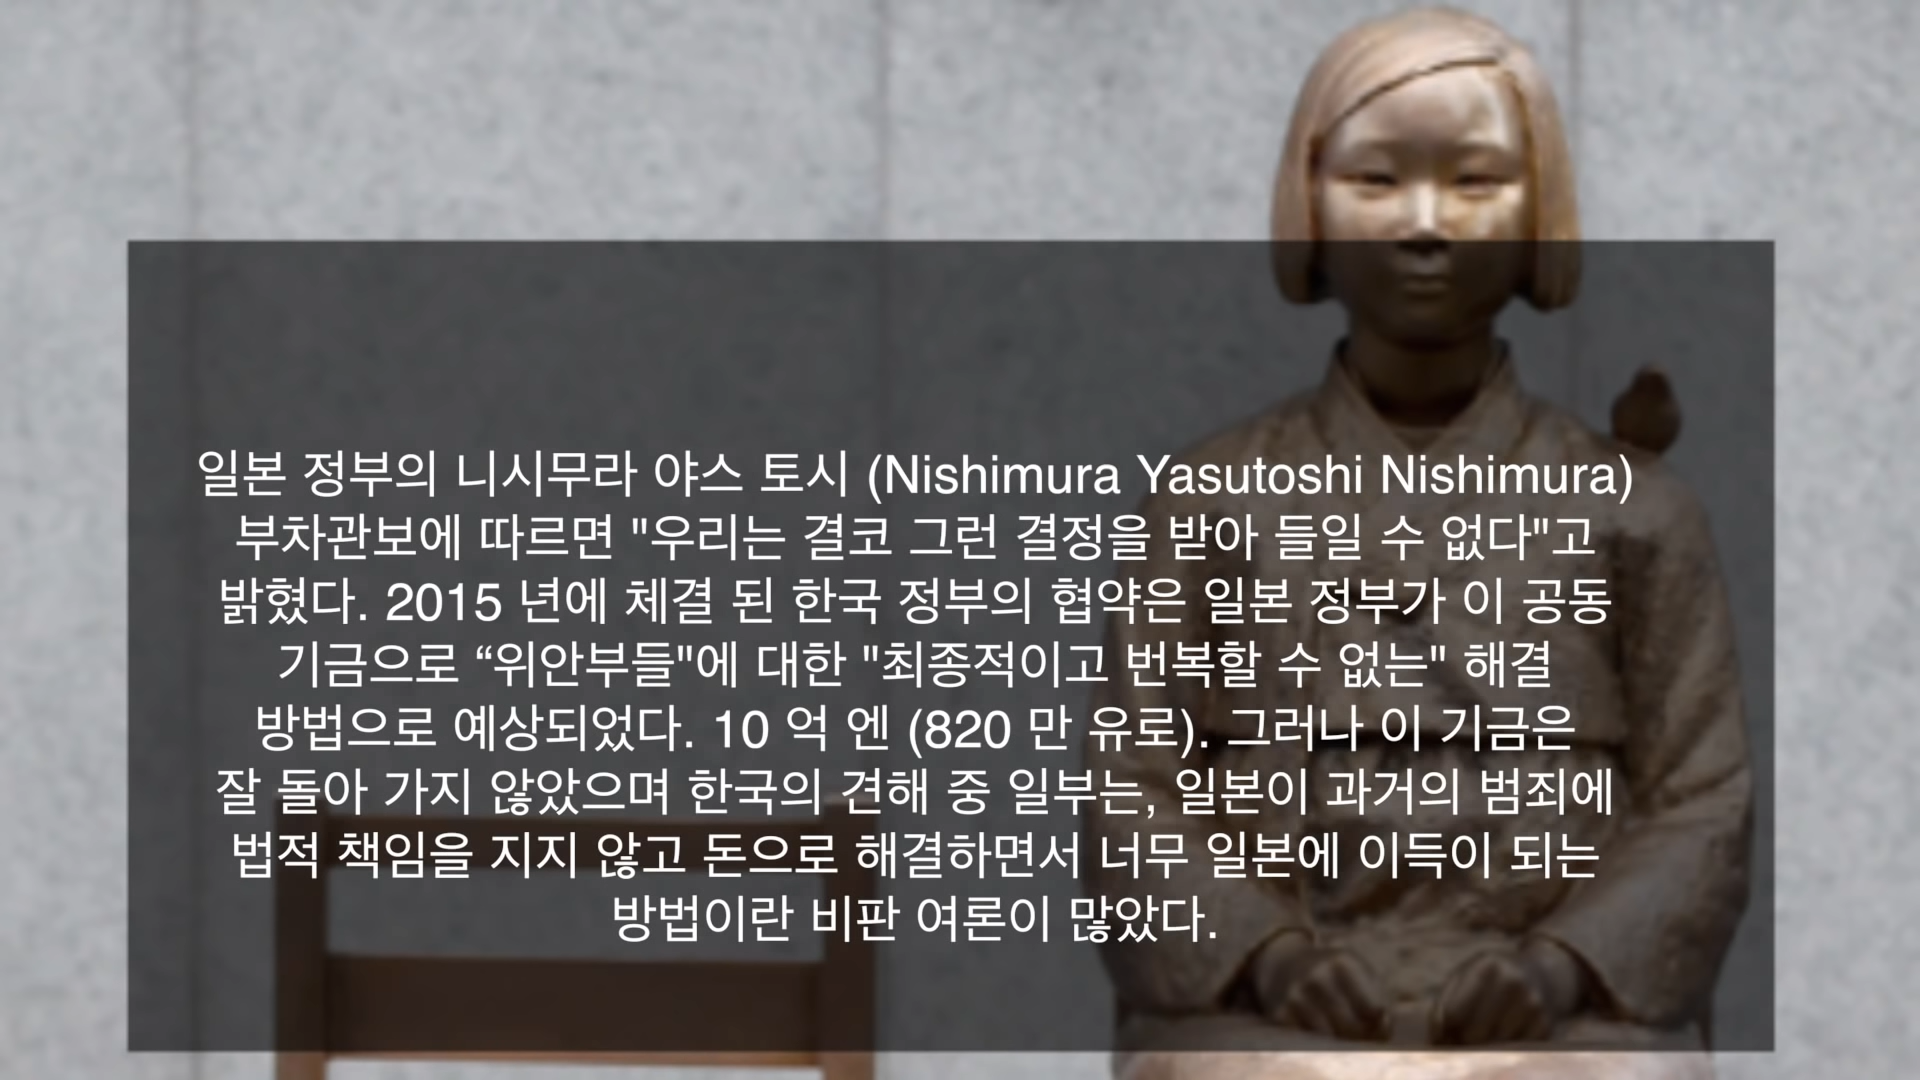 일본 정부의 니시무라 야스 토시 (Nishimura Yasutoshi Nishimura)
부차관보에 따르면 "우리는 결코 그런 결정을 받아 들일 수 없다"고
밝혔다. 2015 년에 체결 된 한국 정부의 협약은 일본 정부가 이 공동
기금으로 “위안부들"에 대한 "최종적이고 번복할 수 없는" 해결
방법으로 예상되었다. 10 억 엔 (820 만 유로). 그러나 이 기금은
잘 돌아 가지 않았으며 한국의 견해 중 일부는, 일본이 과거의 범죄에
법적 책임을 지지 않고 돈으로 해결하면서 너무 일본에 이득이 되는
방법이란 비판 여론이 많았다.